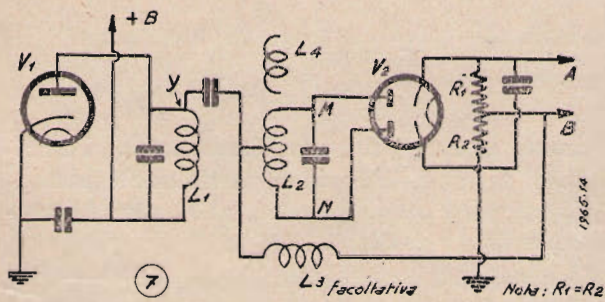 + B
V1
Y
L4
V2
A
M
R1
B
L1
L2
R2
M
L3 facoltativa
7
Nota: R1=R2
1965.14